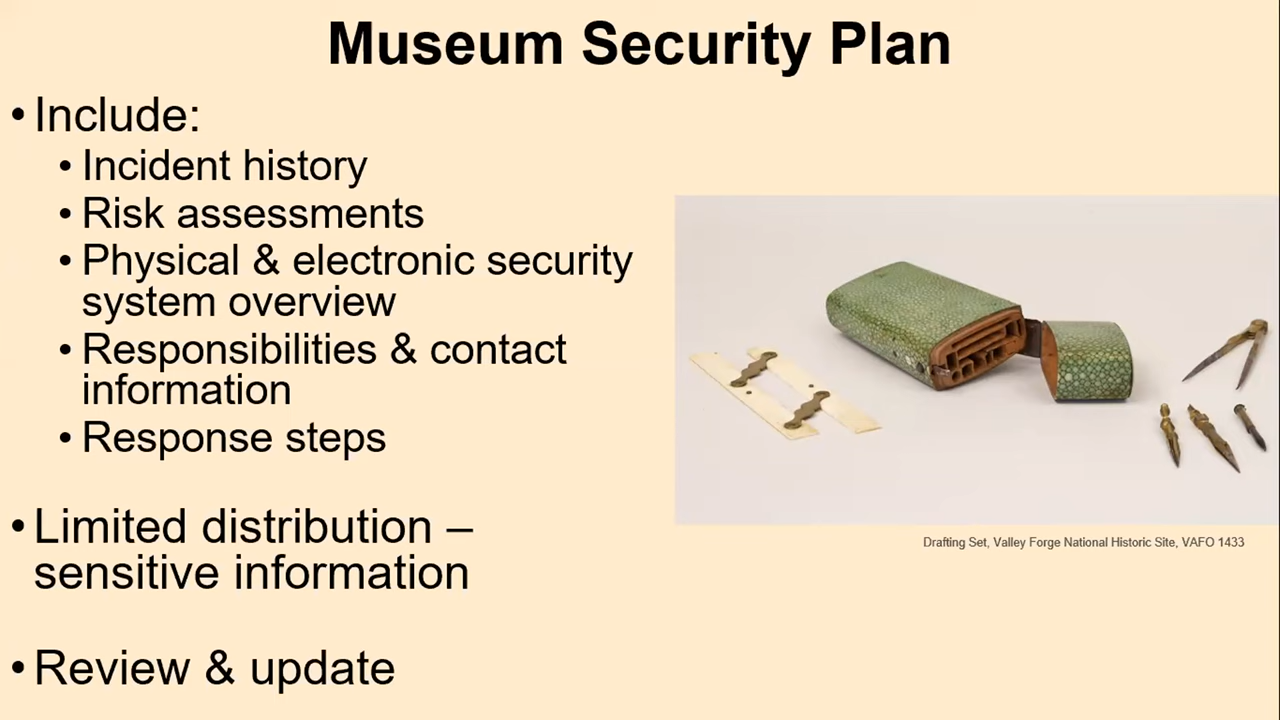 Museum Security Plan
• Include:
• Incident history
• Risk assessments
• Physical & electronic security
system overview
• Responsibilities & contact
information
• Response steps
• Limited distribution –
sensitive information
• Review & update
Drafting Set, Valley Forge National Historic Site, VAFO 1433